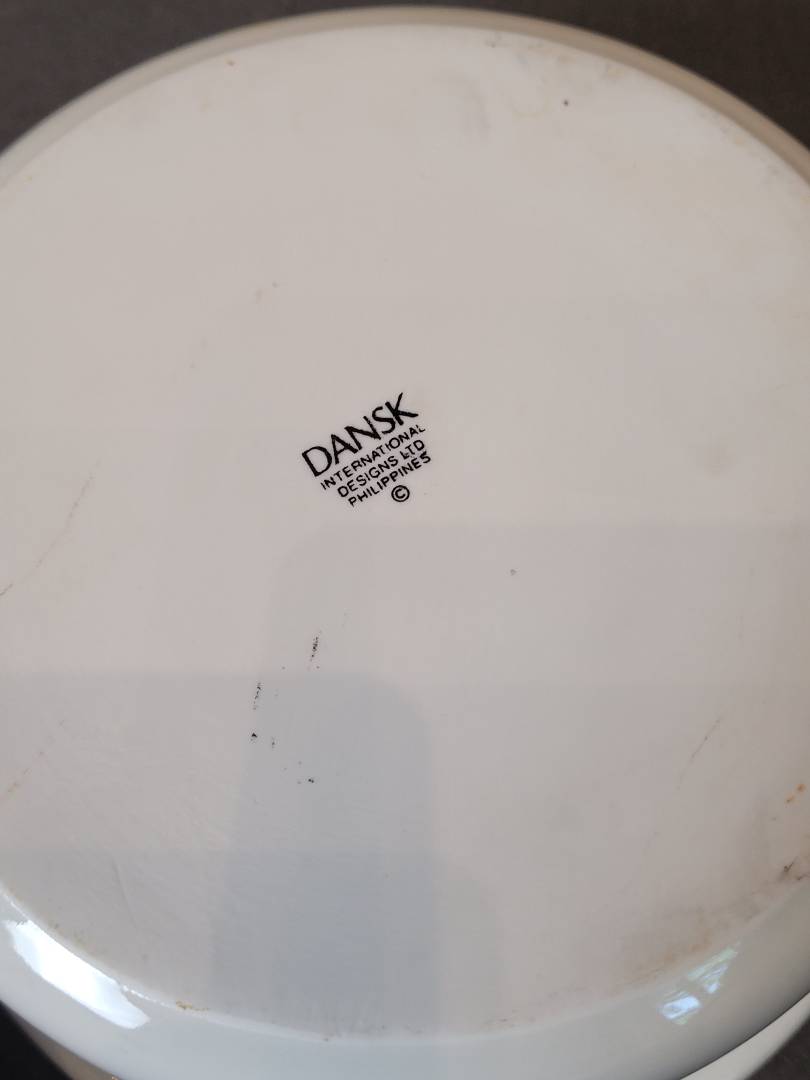 DANSK
INTERNATIONAL
DESIGNS LTD
PHILIPPINES
©